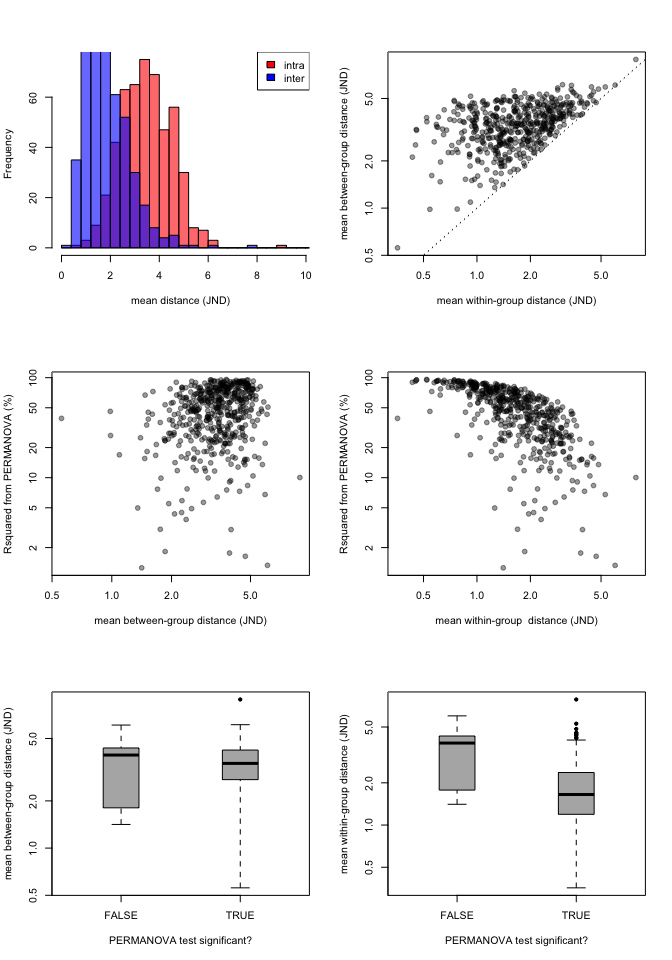 intra
inter
Frequency
0
20
40
60
0
2
4
6
8
10
mean distance (JND)
mean between-group distance (JND)
0.5
1.0
2.0
5.0
0.5
1.0
2.0
5.0
mean within-group distance (JND)
Rsquared from PERMANOVA (%)
2
5
10
20
50
100
0.5
1.0
2.0
5.0
mean between-group distance (JND)
Rsquared from PERMANOVA (%)
2
5
10
20
50
100
0.5
1.0
2.0
5.0
mean within-group distance (JND)
mean between-group distance (JND)
0.5
1.0
2.0
5.0
FALSE
TRUE
PERMANOVA test significant?
mean within-group distance (JND)
0.5
1.0
2.0
5.0
FALSE
TRUE
PERMANOVA test significant?